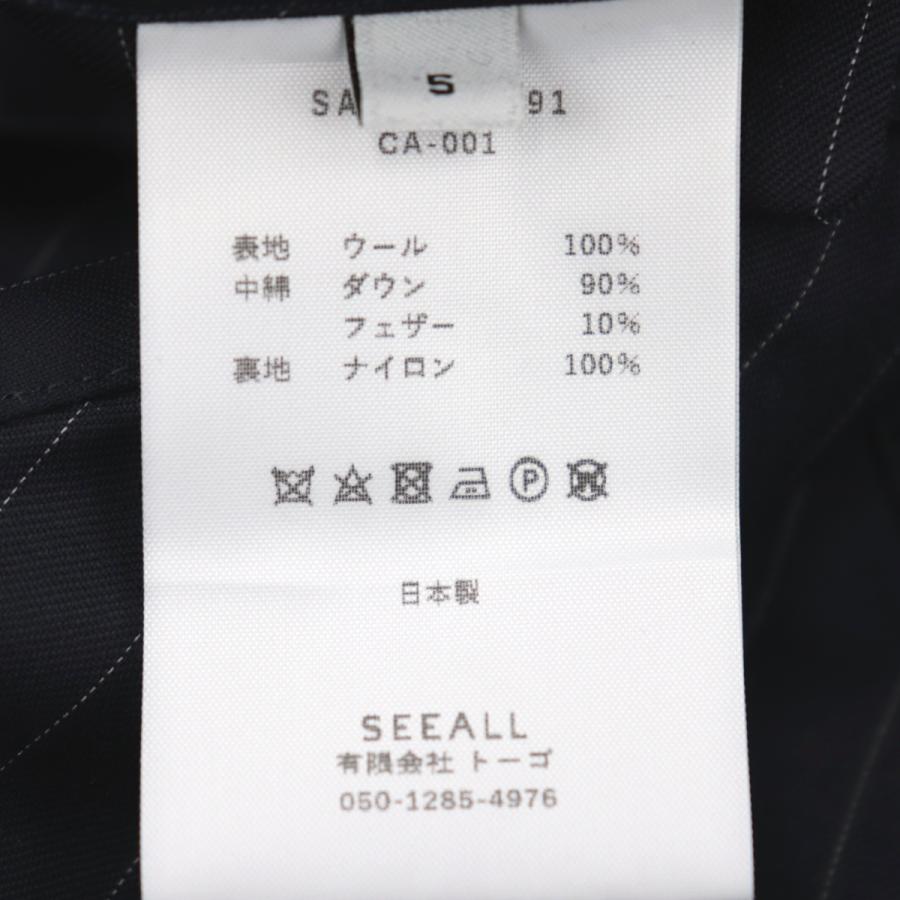 5
SA 91
CA-001
表地 ウール 100%
中綿 ダウン 90%
フェザー 10%
裏地 ナイロン 100%
P
日本製
SEEALL
有限会社 トーゴ
050-1285-4976